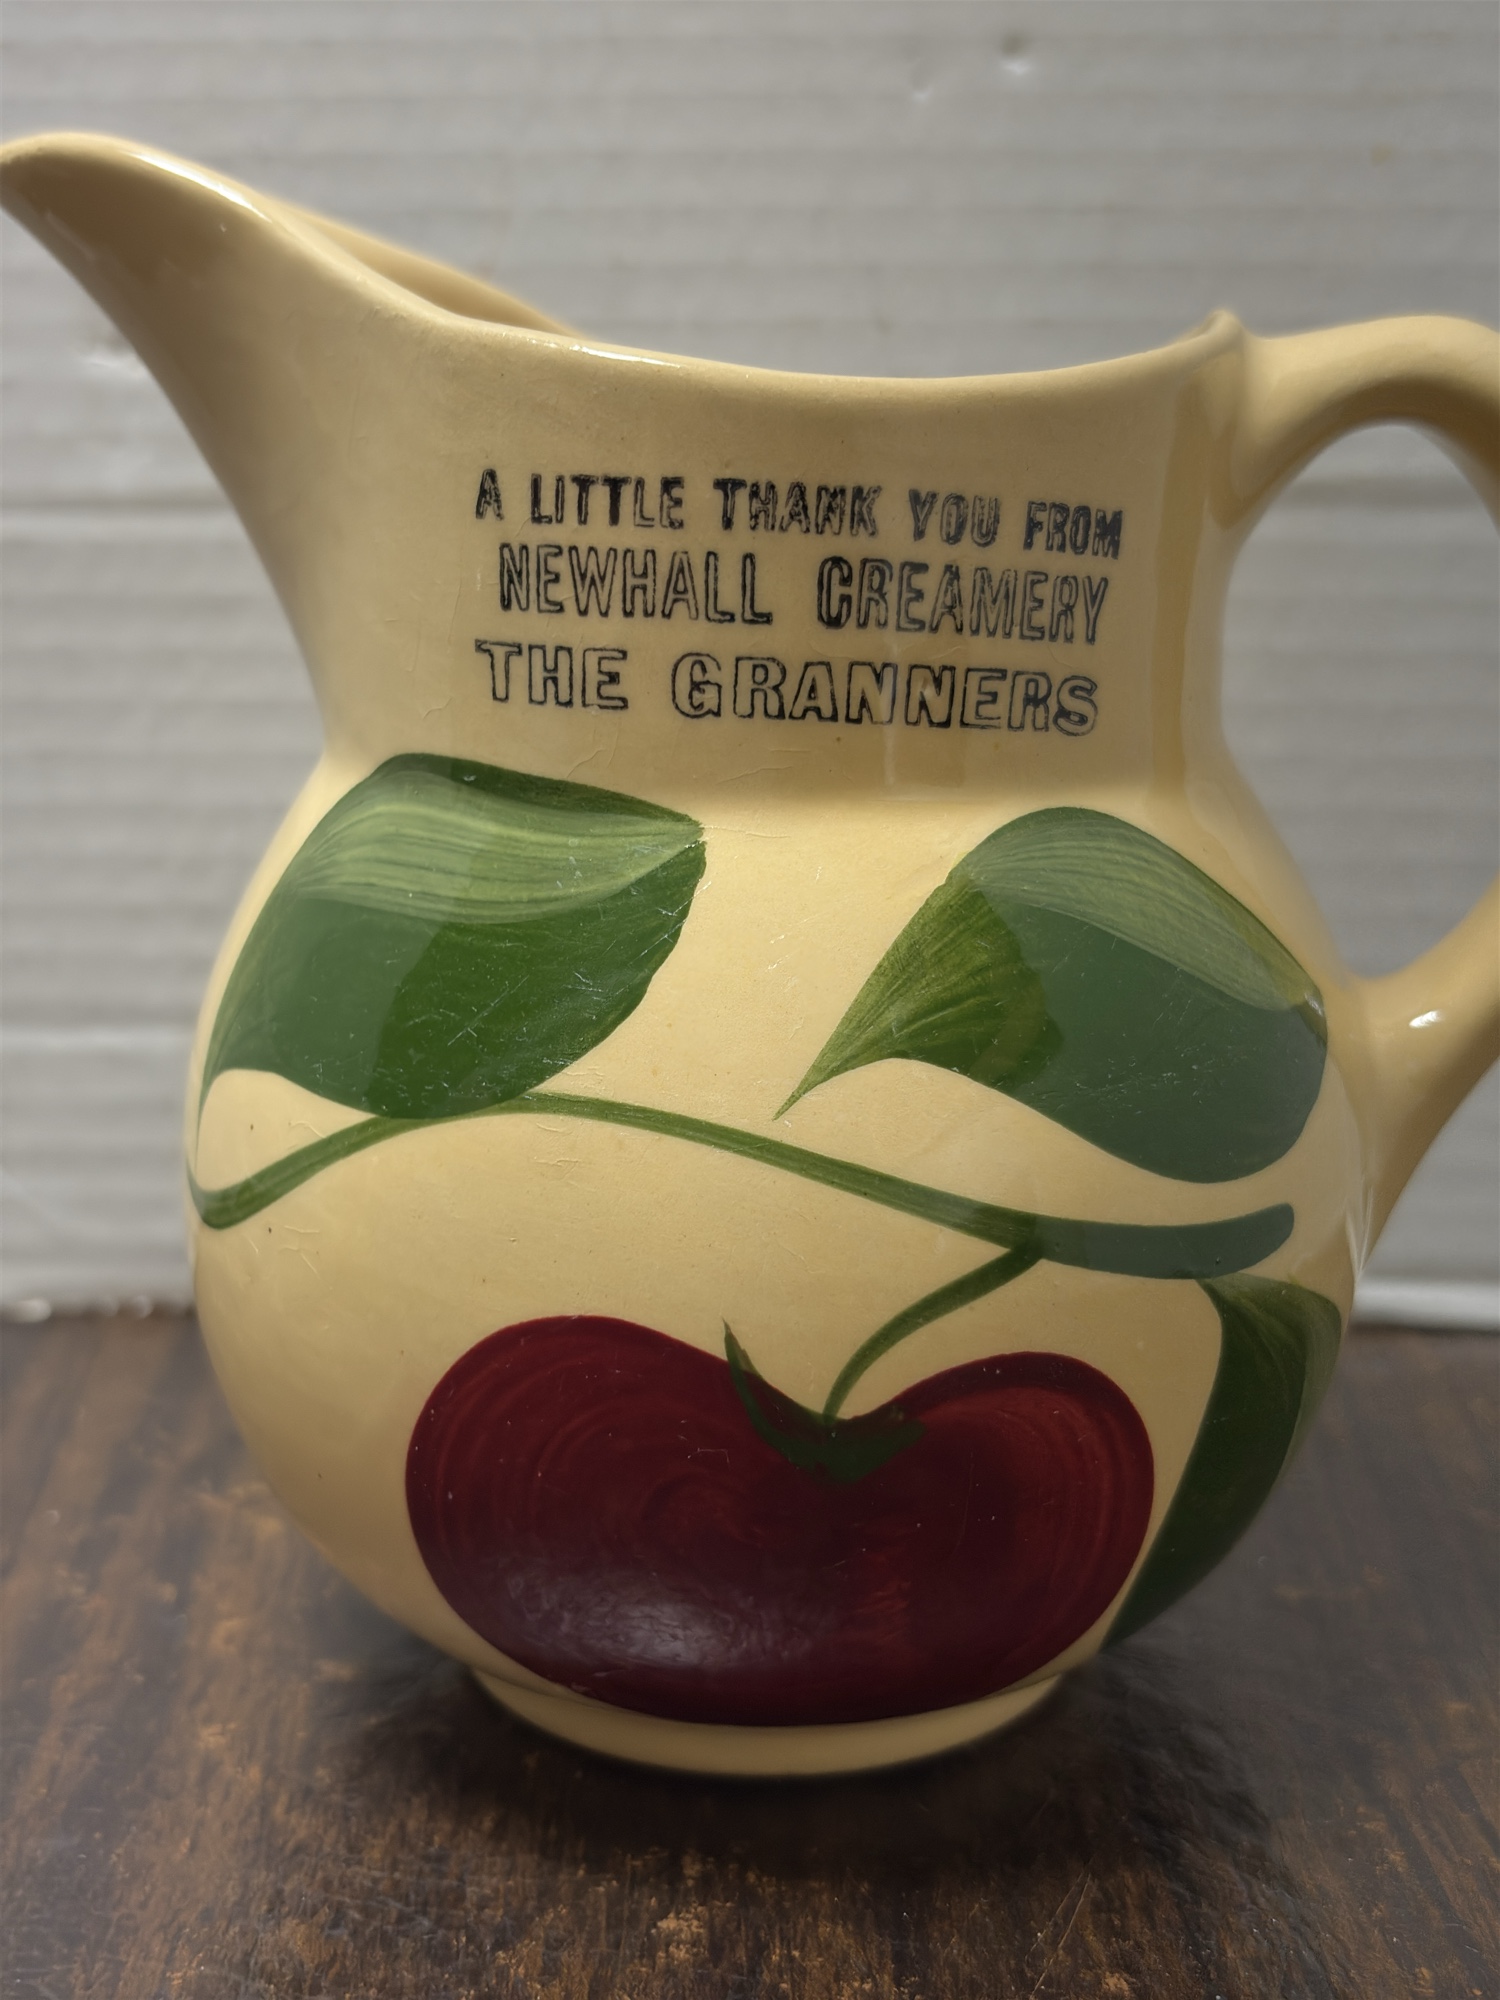 A LITTLE THANK YOU FROM
NEWHALL CREAMERY
THE GRANNERS